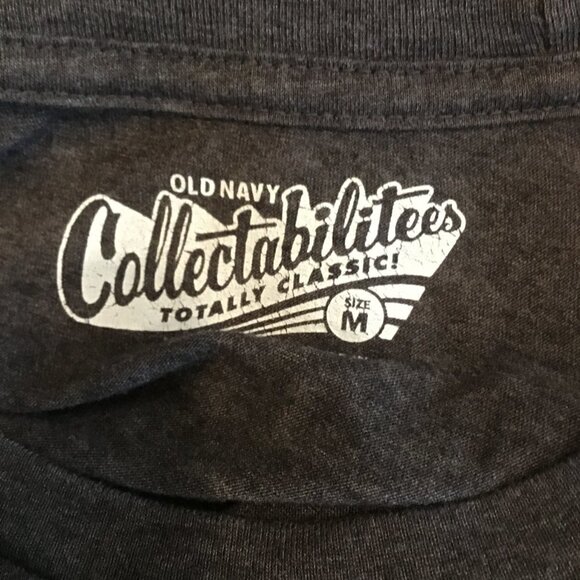 OLD NAVY
Collectabilitees
TOTALLY CLASSIC!
SIZE
M